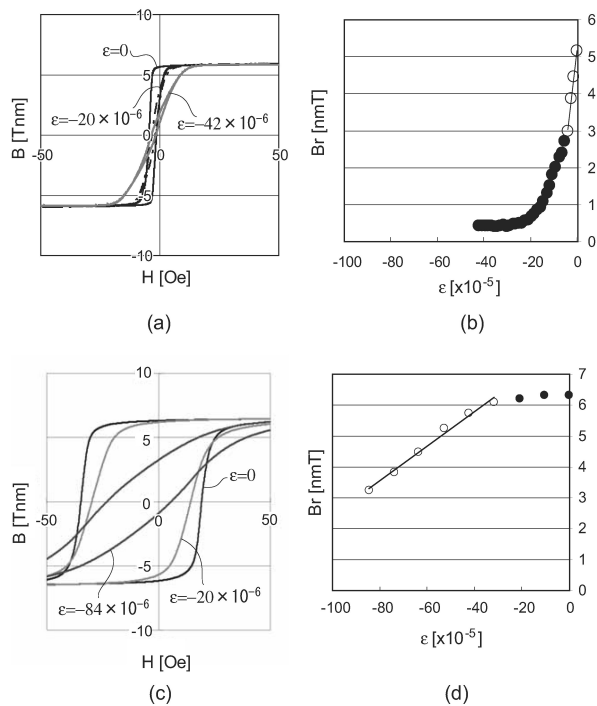 10
ε=0
5
B [Tnm]
ε=−20×10⁻⁶
ε=−42×10⁻⁶
0
-50
0
50
-5
-10
H [Oe]
(a)
6
5
4
3
2
1
0
Br [nmT]
-100 -80 -60 -40 -20 0
ε [x10⁻⁵]
(b)
10
5
ε=0
B [Tnm]
0
-50
0
50
-5
ε=−84×10⁻⁶
ε=−20×10⁻⁶
-10
H [Oe]
(c)
7
6
5
4
3
2
1
0
Br [nmT]
-100 -80 -60 -40 -20 0
ε [x10⁻⁵]
(d)